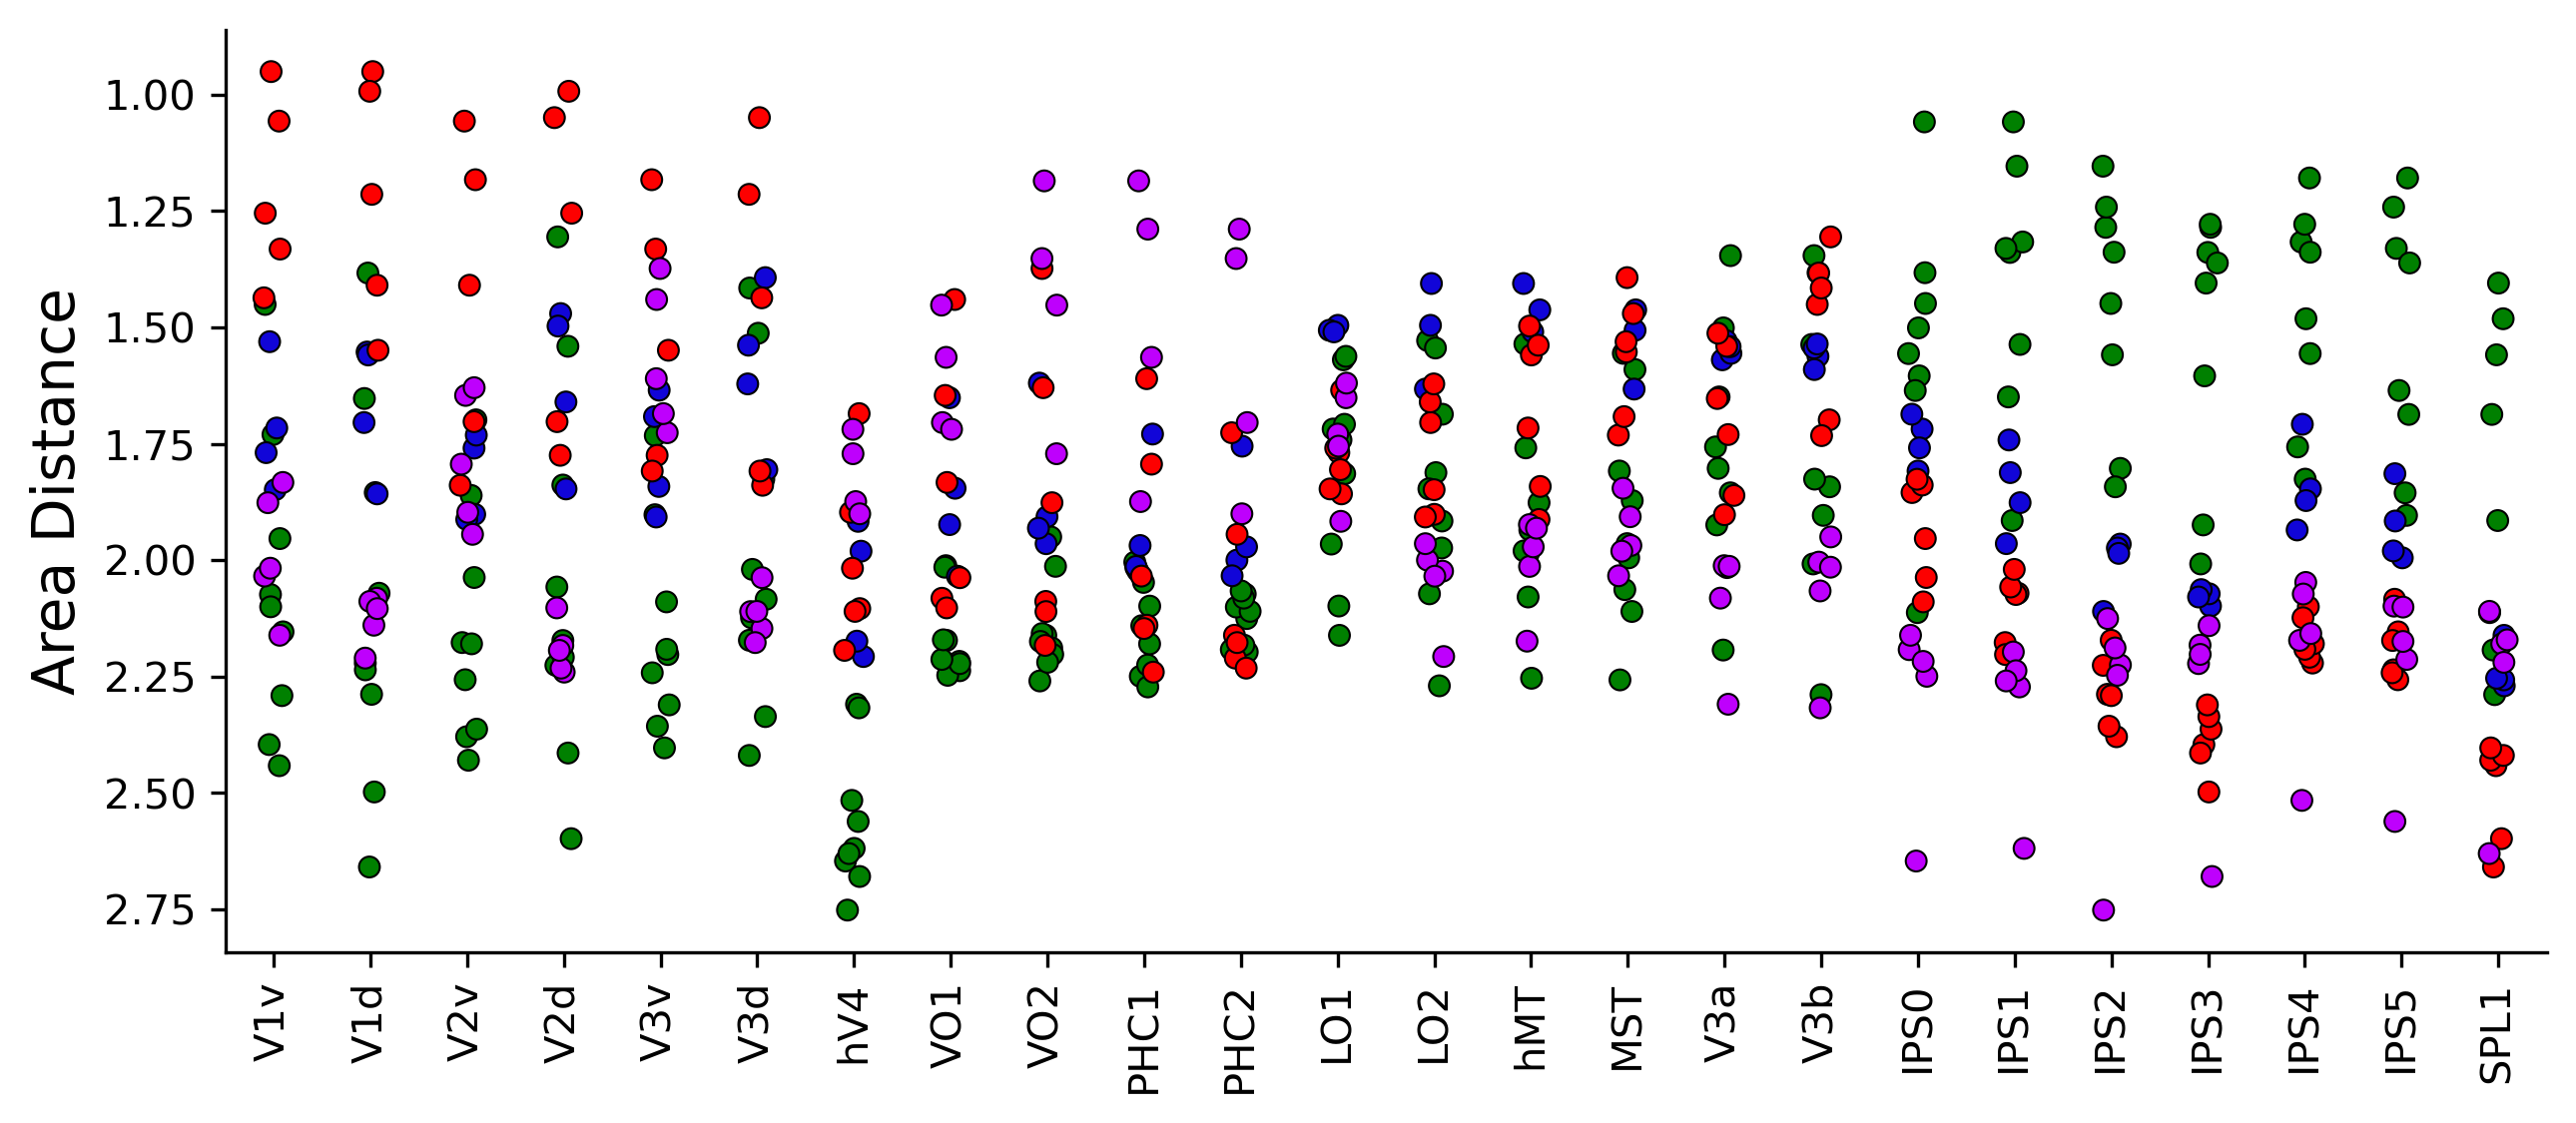 Area Distance
1.00
1.25
1.50
1.75
2.00
2.25
2.50
2.75
V1v
V1d
V2v
V2d
V3v
V3d
hV4
VO1
VO2
PHC1
PHC2
LO1
LO2
hMT
MST
V3a
V3b
IPS0
IPS1
IPS2
IPS3
IPS4
IPS5
SPL1